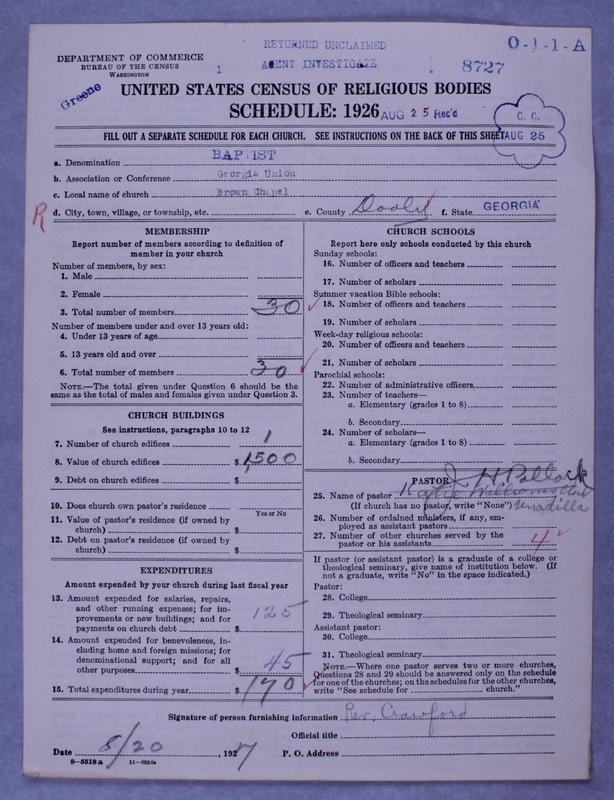 RETURNED UNCLAIMED
O-1-1-A
DEPARTMENT OF COMMERCE
BUREAU OF THE CENSUS
WASHINGTON
1 AGENT INVESTIGATE 8727
Greene
UNITED STATES CENSUS OF RELIGIOUS BODIES
SCHEDULE: 1926 AUG 25 Rec'd
C. C.
AUG 25
FILL OUT A SEPARATE SCHEDULE FOR EACH CHURCH. SEE INSTRUCTIONS ON THE BACK OF THIS SHEET
a. Denomination BAPTIST
b. Association or Conference Georgia Union
c. Local name of church Brown Chapel
R d. City, town, village, or township, etc. e. County Dooly f. State GEORGIA
MEMBERSHIP
Report number of members according to definition of
member in your church
Number of members, by sex:
1. Male
2. Female
3. Total number of members 30
Number of members under and over 13 years old:
4. Under 13 years of age
5. 13 years old and over
6. Total number of members 30
NOTE.—The total given under Question 6 should be the
same as the total of males and females given under Question 3.
CHURCH BUILDINGS
See instructions, paragraphs 10 to 12
7. Number of church edifices 1
8. Value of church edifices $ 1,500
9. Debt on church edifices $
10. Does church own pastor's residence
Yes or No
11. Value of pastor's residence (if owned by
church) $
12. Debt on pastor's residence (if owned by
church) $
EXPENDITURES
Amount expended by your church during last fiscal year
13. Amount expended for salaries, repairs,
and other running expenses; for im-
provements or new buildings; and for
payments on church debt $ 125
14. Amount expended for benevolences, in-
cluding home and foreign missions; for
denominational support; and for all
other purposes $ 45
15. Total expenditures during year $ 170
CHURCH SCHOOLS
Report here only schools conducted by this church
Sunday schools:
16. Number of officers and teachers
17. Number of scholars
Summer vacation Bible schools:
18. Number of officers and teachers
19. Number of scholars
Week-day religious schools:
20. Number of officers and teachers
21. Number of scholars
Parochial schools:
22. Number of administrative officers
23. Number of teachers—
a. Elementary (grades 1 to 8)
b. Secondary
24. Number of scholars—
a. Elementary (grades 1 to 8)
b. Secondary
PASTOR J. H. Pollock
25. Name of pastor Katie Williams
(If church has no pastor, write "None") Unadilla
26. Number of ordained ministers, if any, em-
ployed as assistant pastors
27. Number of other churches served by the
pastor or his assistants 4
If pastor (or assistant pastor) is a graduate of a college or
theological seminary, give name of institution below. (If
not a graduate, write "No" in the space indicated.)
Pastor:
28. College
29. Theological seminary
Assistant pastor:
30. College
31. Theological seminary
NOTE.—Where one pastor serves two or more churches,
Questions 28 and 29 should be answered only on the schedule
for one of the churches; on the schedules for the other churches,
write "See schedule for church."
Signature of person furnishing information Rev. Crawford
Official title
Date 8/20, 1927 P. O. Address
8—5518a 11—9054a